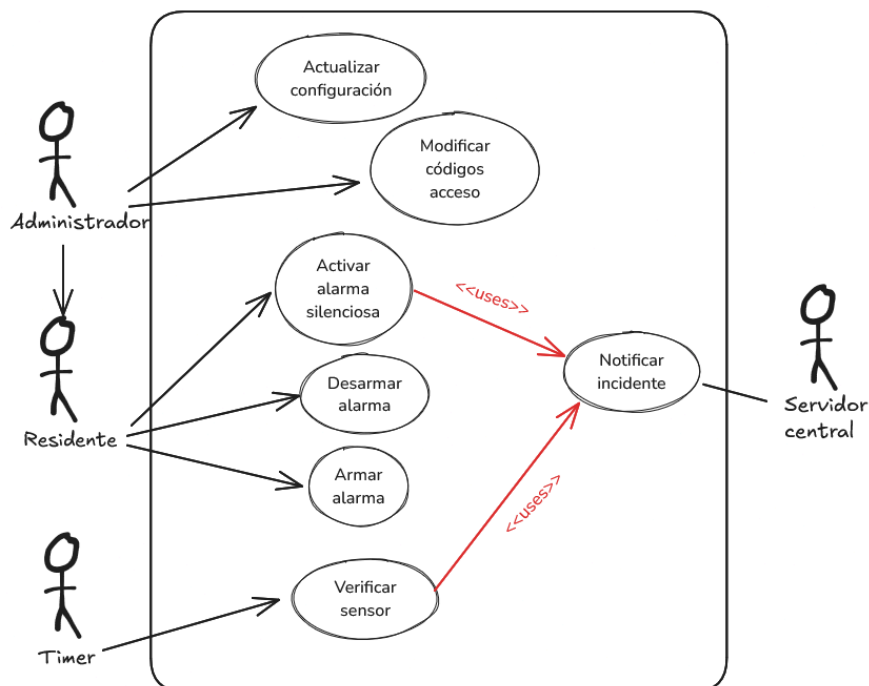 Actualizar
configuración
Modificar
códigos
acceso
Administrador
Activar
alarma
silenciosa
<<uses>>
Notificar
incidente
Desarmar
alarma
Servidor
central
Residente
Armar
alarma
<<uses>>
Verificar
sensor
Timer